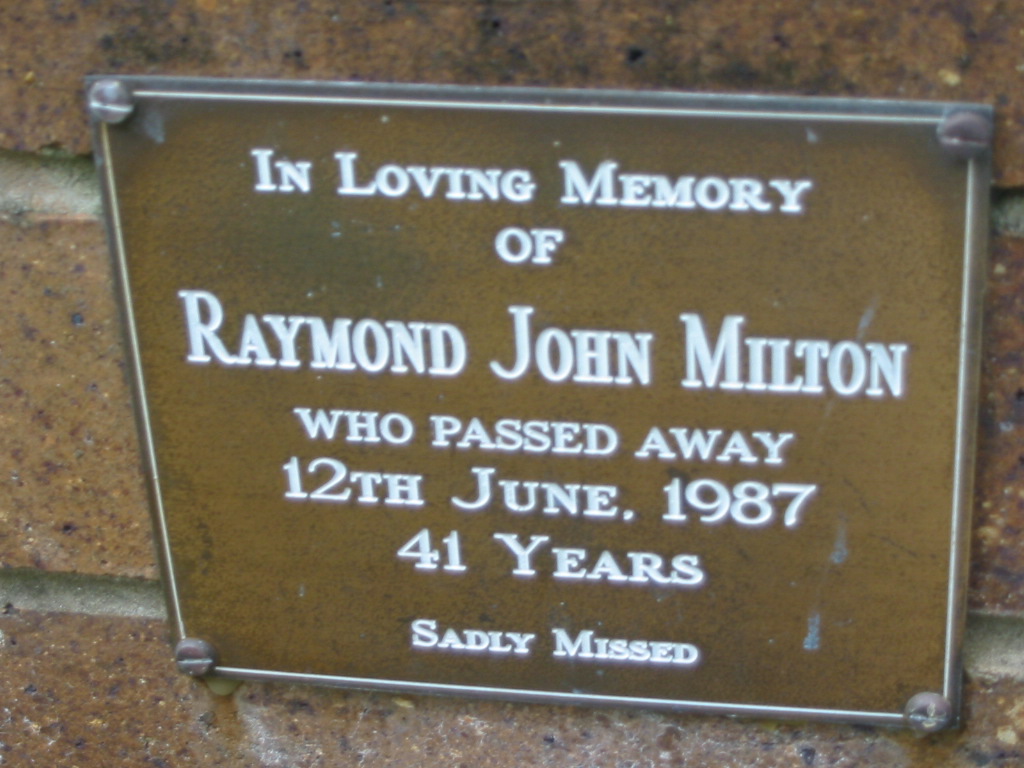 In Loving Memory
of
Raymond John Milton
who passed away
12th June, 1987
41 Years
Sadly Missed